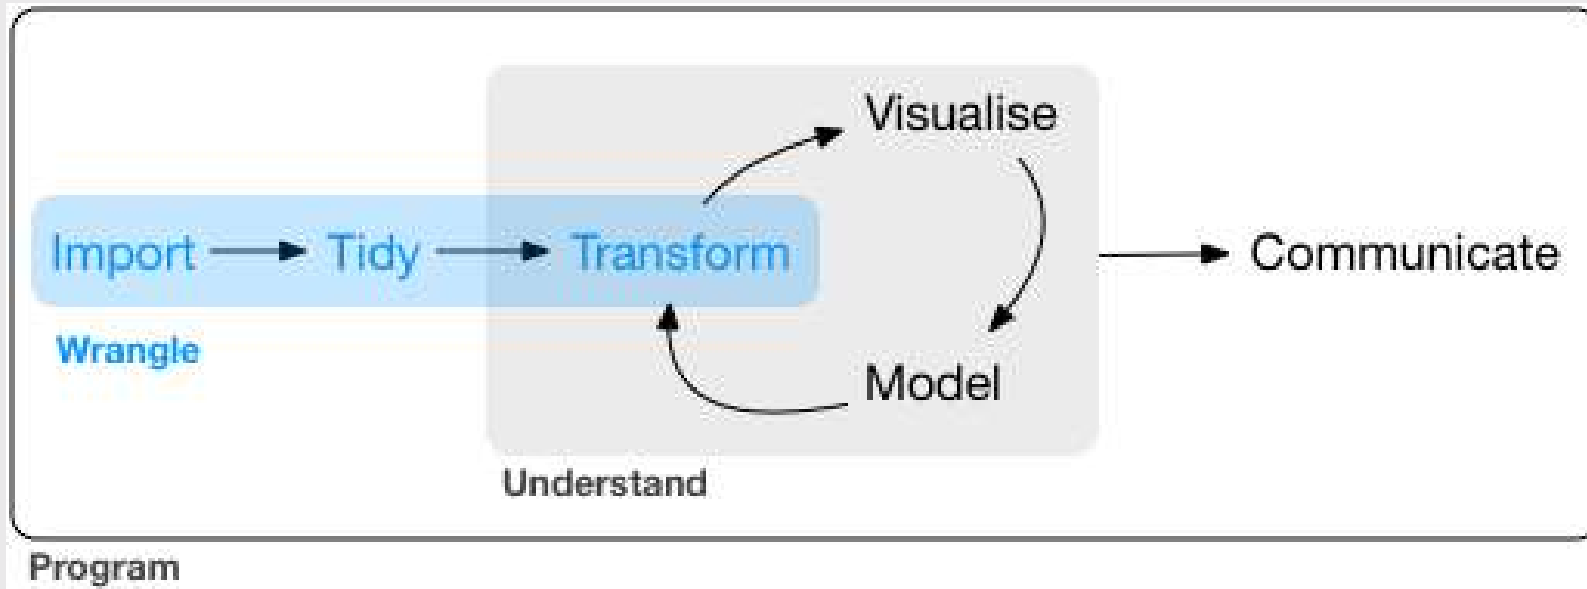 Visualise
Import Tidy Transform Communicate
Wrangle
Model
Understand
Program